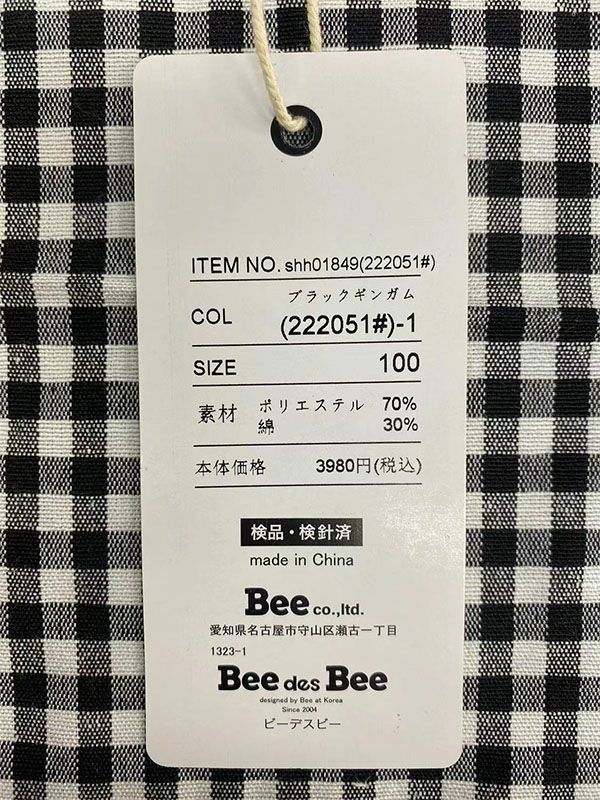 ITEM NO. shh01849(222051#)
ブラックギンガム
COL (222051#)-1
SIZE 100
素材 ポリエステル 70%
綿 30%
本体価格 3980円(税込)
検品・検針済
made in China
Bee co.,ltd.
愛知県名古屋市守山区瀬古一丁目
1323-1
Bee des Bee
designed by Bee at Korea
Since 2004
ビーデスビー